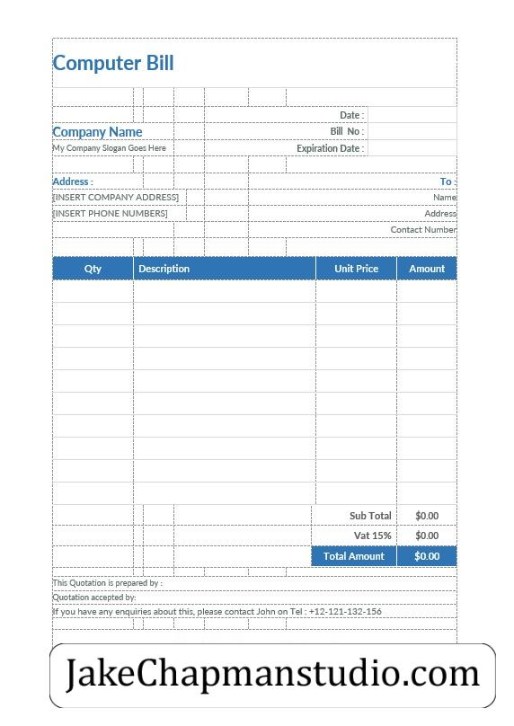 Computer Bill
Date :
Company Name Bill No :
My Company Slogan Goes Here Expiration Date :
Address : To :
[INSERT COMPANY ADDRESS] Name
[INSERT PHONE NUMBERS] Address
Contact Number
Qty Description Unit Price Amount
Sub Total $0.00
Vat 15% $0.00
Total Amount $0.00
This Quotation is prepared by :
Quotation accepted by:
If you have any enquiries about this, please contact John on Tel : +12-121-132-156
JakeChapmanstudio.com